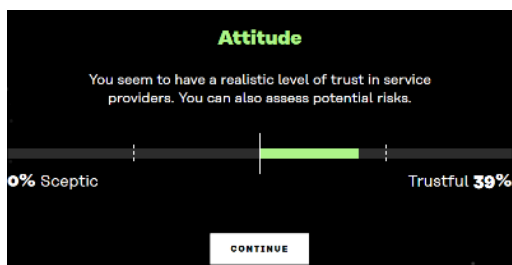 Attitude
You seem to have a realistic level of trust in service
providers. You can also assess potential risks.
0% Sceptic
Trustful 39%
CONTINUE